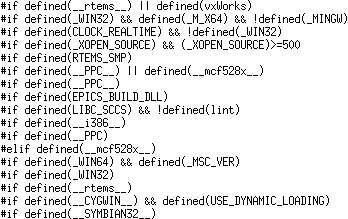 #if defined(__rtems__) || defined(vxWorks)
#if defined(_WIN32) && defined(_M_X64) && !defined(_MINGW)
#if defined(CLOCK_REALTIME) && !defined(_WIN32)
#if defined(_XOPEN_SOURCE) && (_XOPEN_SOURCE)>=500
#if defined(RTEMS_SMP)
#if defined(__PPC__) || defined(__mcf528x__)
#if defined(__PPC__)
#if defined(EPICS_BUILD_DLL)
#if defined(LIBC_SCCS) && !defined(lint)
#if defined(__i386__)
#if defined(__PPC)
#elif defined(__mcf528x__)
#if defined(_WIN64) && defined(_MSC_VER)
#if defined(_WIN32)
#if defined(__rtems__)
#if defined(__CYGWIN__) && defined(USE_DYNAMIC_LOADING)
#if defined(__SYMBIAN32__)